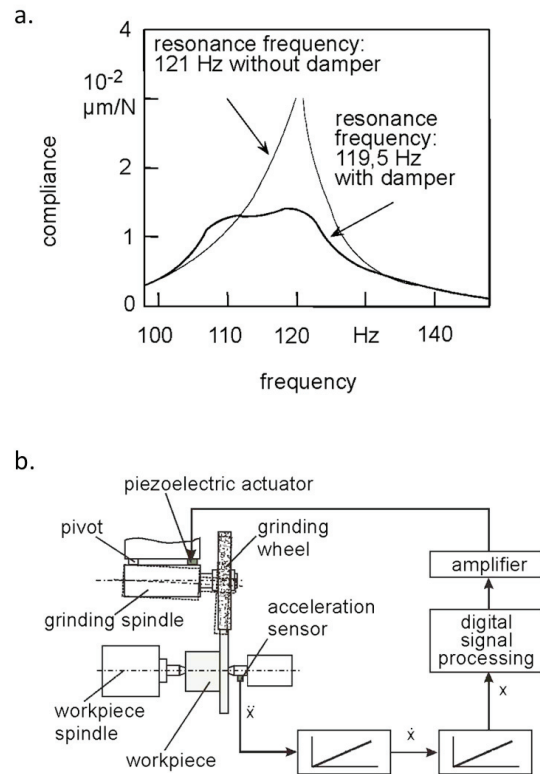 a.
4
resonance frequency:
121 Hz without damper
10-2
µm/N
resonance
frequency:
119,5 Hz
with damper
2
compliance
1
0
100 110 120 Hz 140
frequency
b.
piezoelectric actuator
pivot
grinding
wheel
amplifier
grinding spindle
acceleration
sensor
digital
signal
processing
workpiece
spindle
workpiece
ẍ
ẋ
x